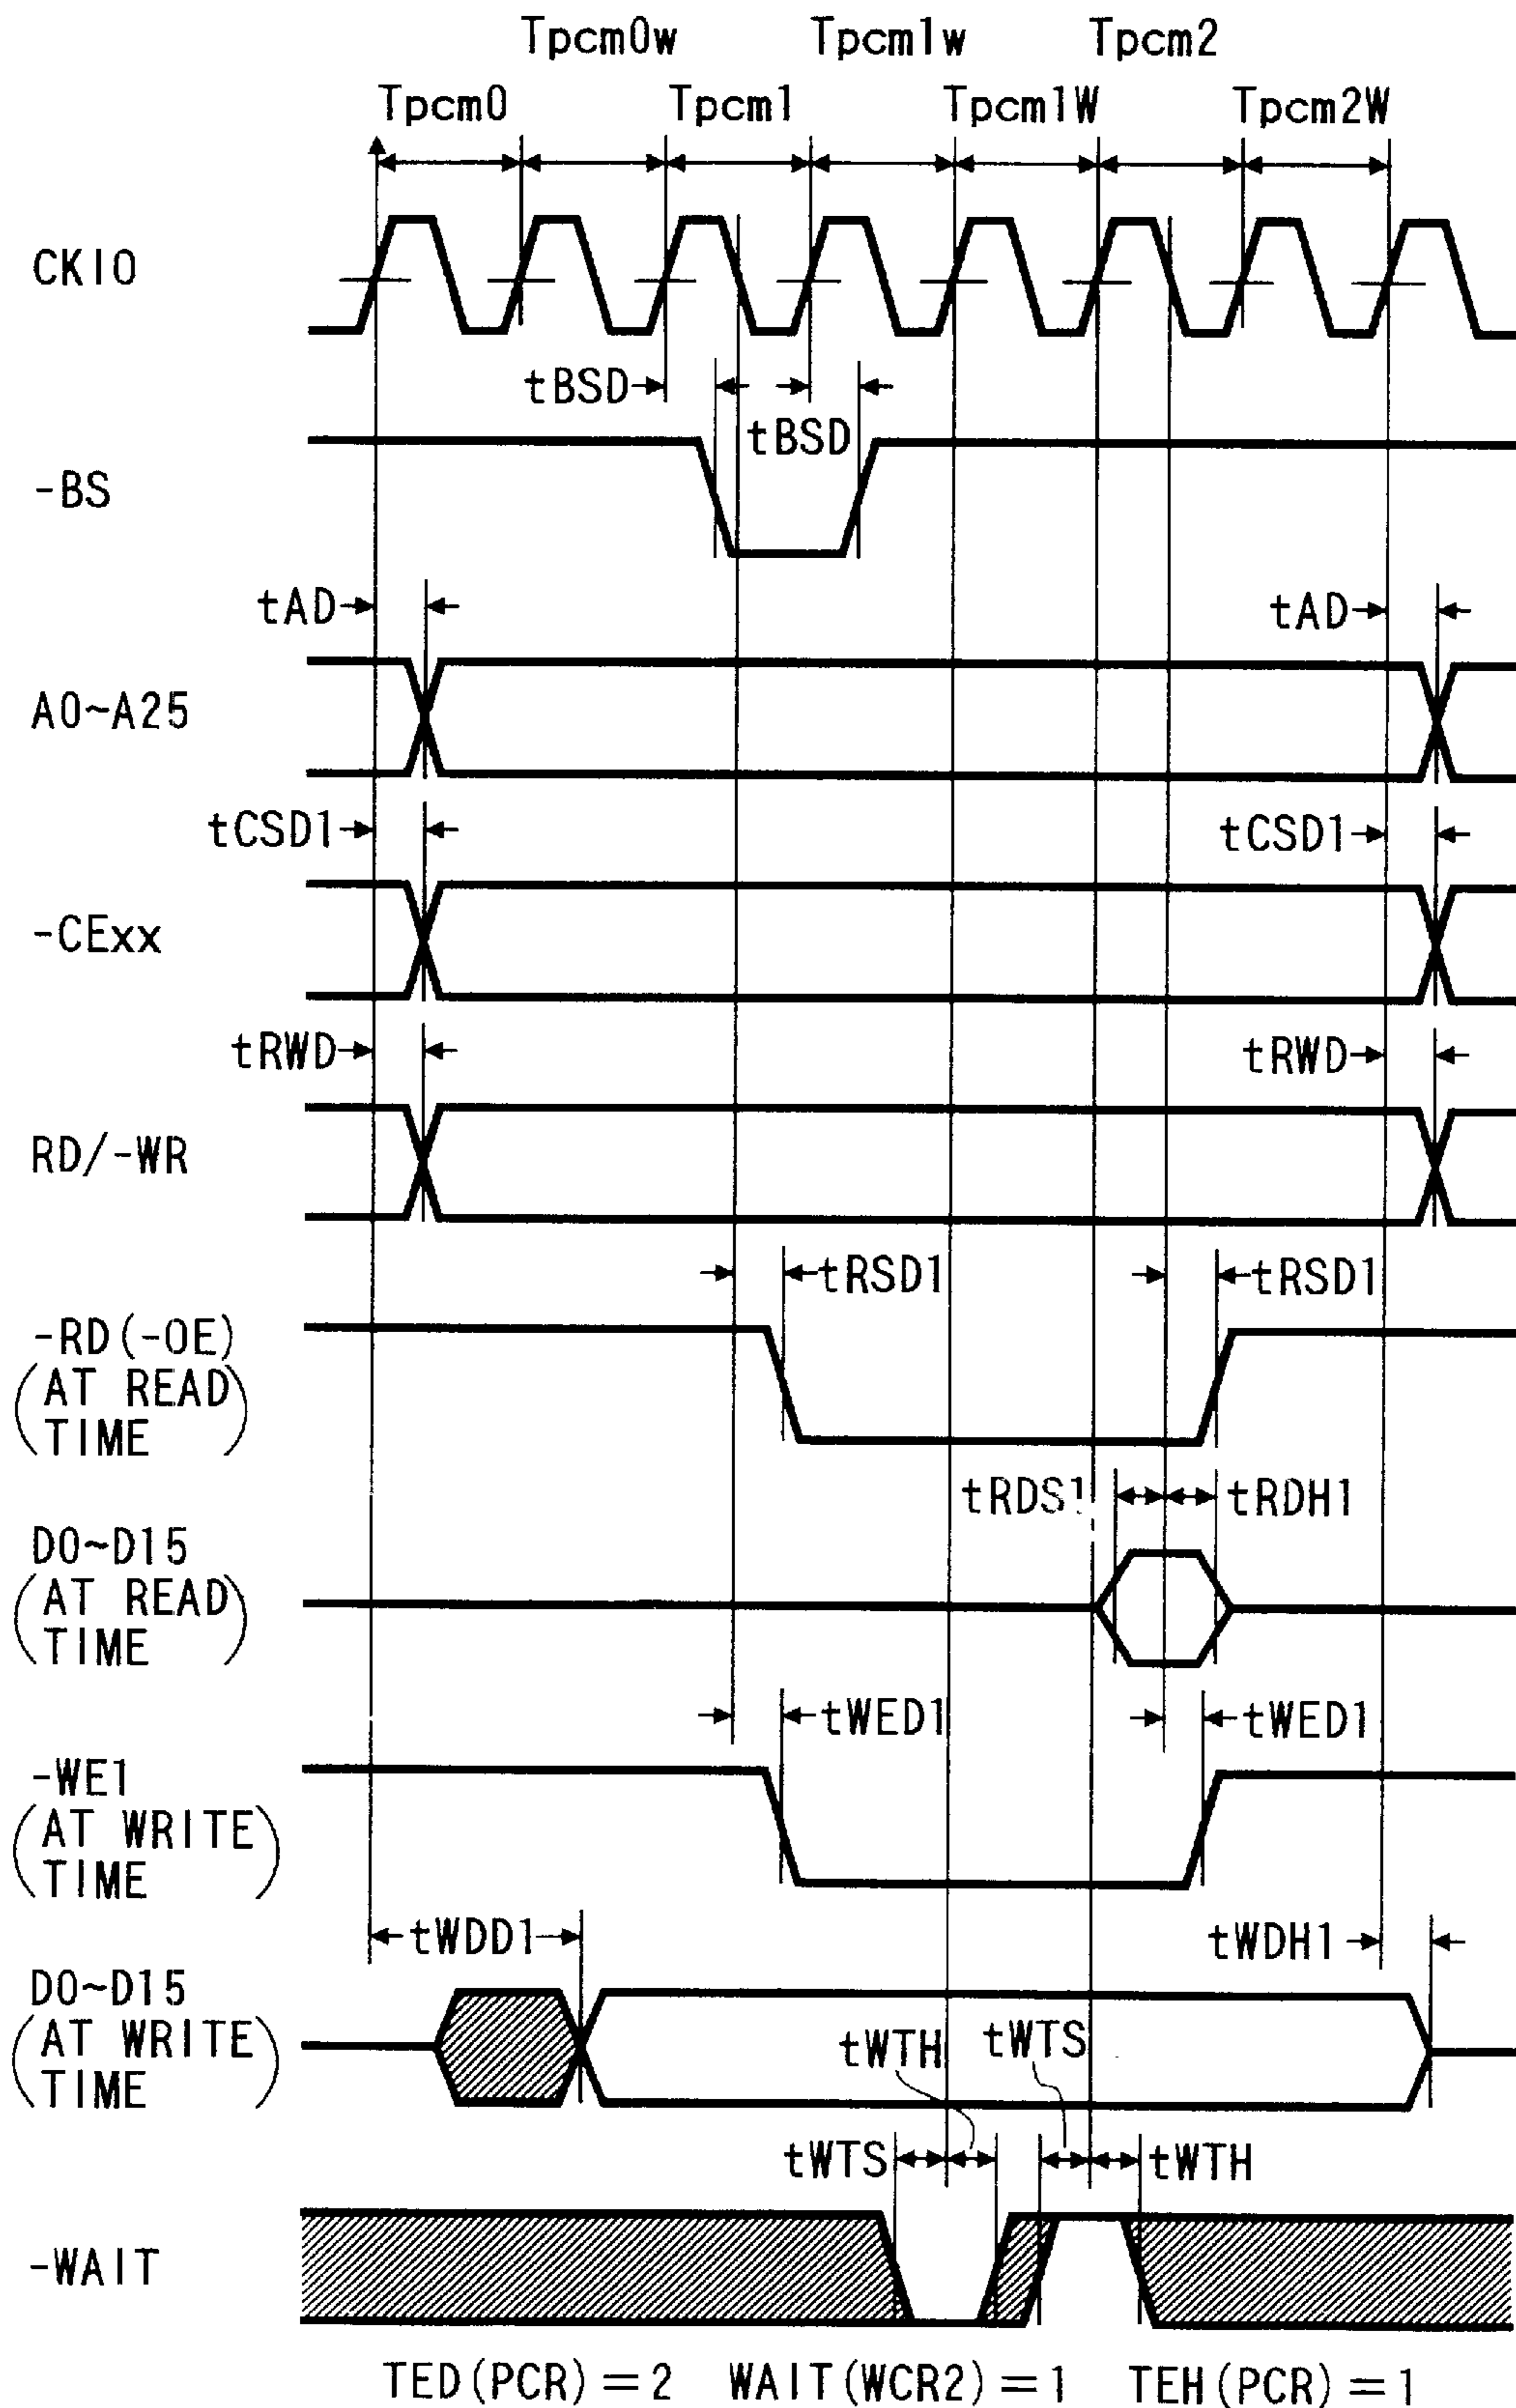 Tpcm0w Tpcm1w Tpcm2
Tpcm0 Tpcm1 Tpcm1W Tpcm2W
CKIO
tBSD
tBSD
-BS
tAD tAD
A0~A25
tCSD1 tCSD1
-CExx
tRWD tRWD
RD/-WR
tRSD1 tRSD1
-RD(-OE)
(AT READ
TIME)
tRDS1 tRDH1
D0~D15
(AT READ
TIME)
tWED1 tWED1
-WE1
(AT WRITE
TIME)
tWDD1 tWDH1
D0~D15
(AT WRITE
TIME)
tWTH tWTS
tWTS tWTH
-WAIT
TED(PCR)=2 WAIT(WCR2)=1 TEH(PCR)=1